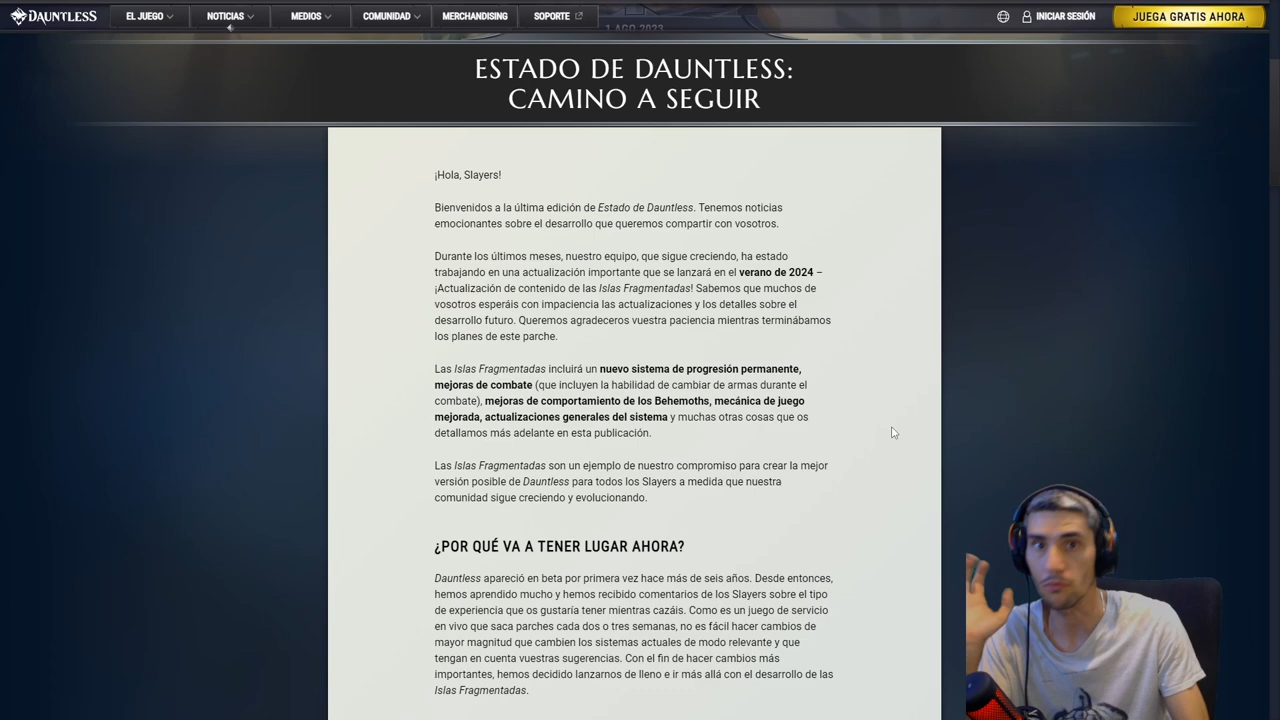 DAUNTLESS
EL JUEGO
NOTICIAS
MEDIOS
COMUNIDAD
MERCHANDISING
SOPORTE
INICIAR SESIÓN
JUEGA GRATIS AHORA
1 AGO 2023
ESTADO DE DAUNTLESS:
CAMINO A SEGUIR
¡Hola, Slayers!
Bienvenidos a la última edición de Estado de Dauntless. Tenemos noticias
emocionantes sobre el desarrollo que queremos compartir con vosotros.
Durante los últimos meses, nuestro equipo, que sigue creciendo, ha estado
trabajando en una actualización importante que se lanzará en el verano de 2024 –
¡Actualización de contenido de las Islas Fragmentadas! Sabemos que muchos de
vosotros esperáis con impaciencia las actualizaciones y los detalles sobre el
desarrollo futuro. Queremos agradeceros vuestra paciencia mientras terminábamos
los planes de este parche.
Las Islas Fragmentadas incluirá un nuevo sistema de progresión permanente,
mejoras de combate (que incluyen la habilidad de cambiar de armas durante el
combate), mejoras de comportamiento de los Behemoths, mecánica de juego
mejorada, actualizaciones generales del sistema y muchas otras cosas que os
detallamos más adelante en esta publicación.
Las Islas Fragmentadas son un ejemplo de nuestro compromiso para crear la mejor
versión posible de Dauntless para todos los Slayers a medida que nuestra
comunidad sigue creciendo y evolucionando.
¿POR QUÉ VA A TENER LUGAR AHORA?
Dauntless apareció en beta por primera vez hace más de seis años. Desde entonces,
hemos aprendido mucho y hemos recibido comentarios de los Slayers sobre el tipo
de experiencia que os gustaría tener mientras cazáis. Como es un juego de servicio
en vivo que saca parches cada dos o tres semanas, no es fácil hacer cambios de
mayor magnitud que cambien los sistemas actuales de modo relevante y que
tengan en cuenta vuestras sugerencias. Con el fin de hacer cambios más
importantes, hemos decidido lanzarnos de lleno e ir más allá con el desarrollo de las
Islas Fragmentadas.